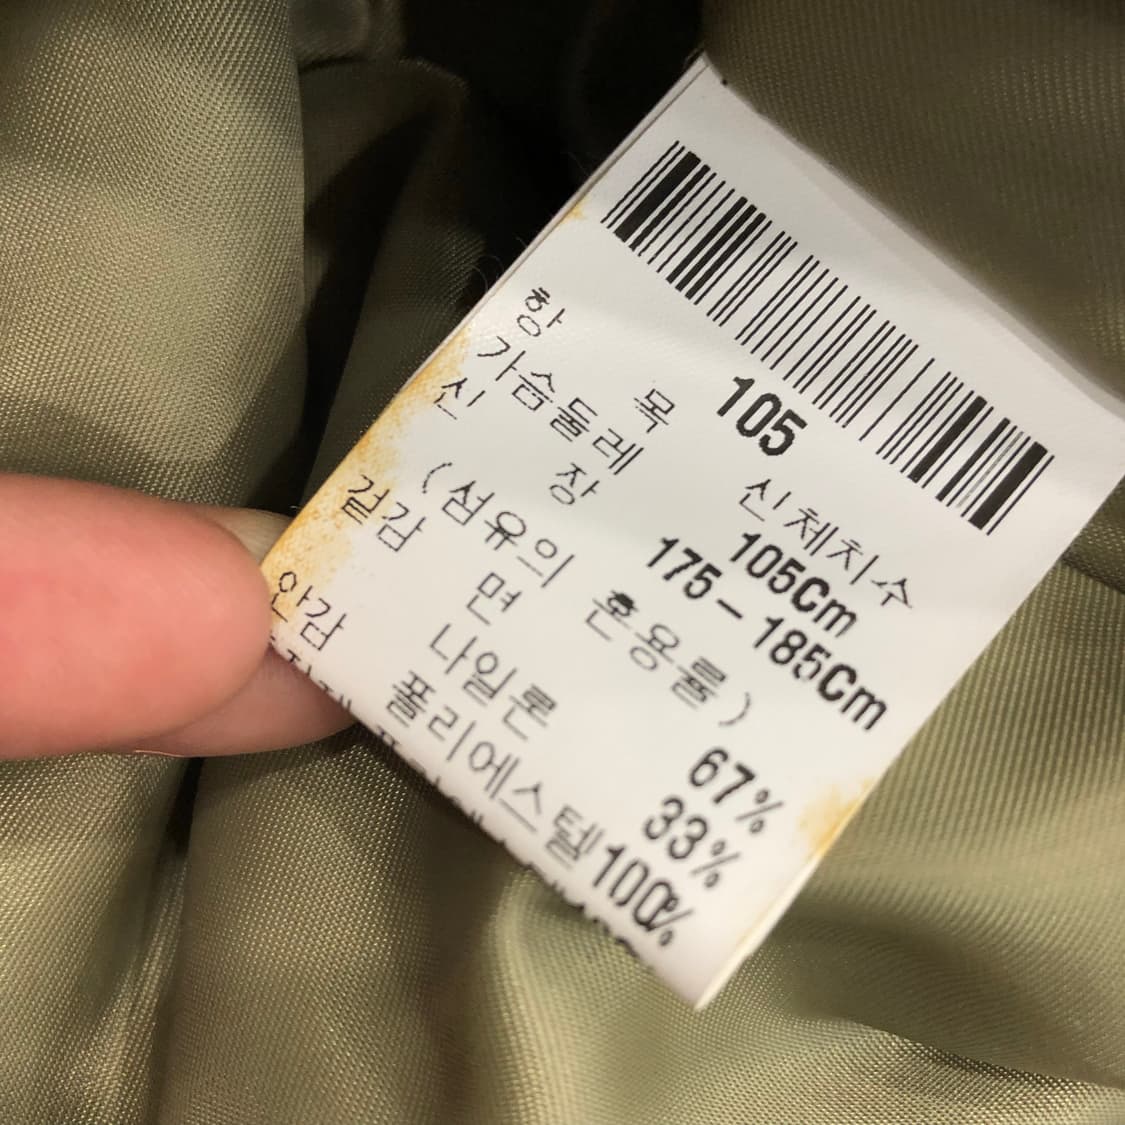 105
항 목 신체치수
가슴둘레 105Cm
신 장 175-185Cm
(섬유의 혼용률)
겉감 면 67%
나일론 33%
안감 폴리에스텔 100%